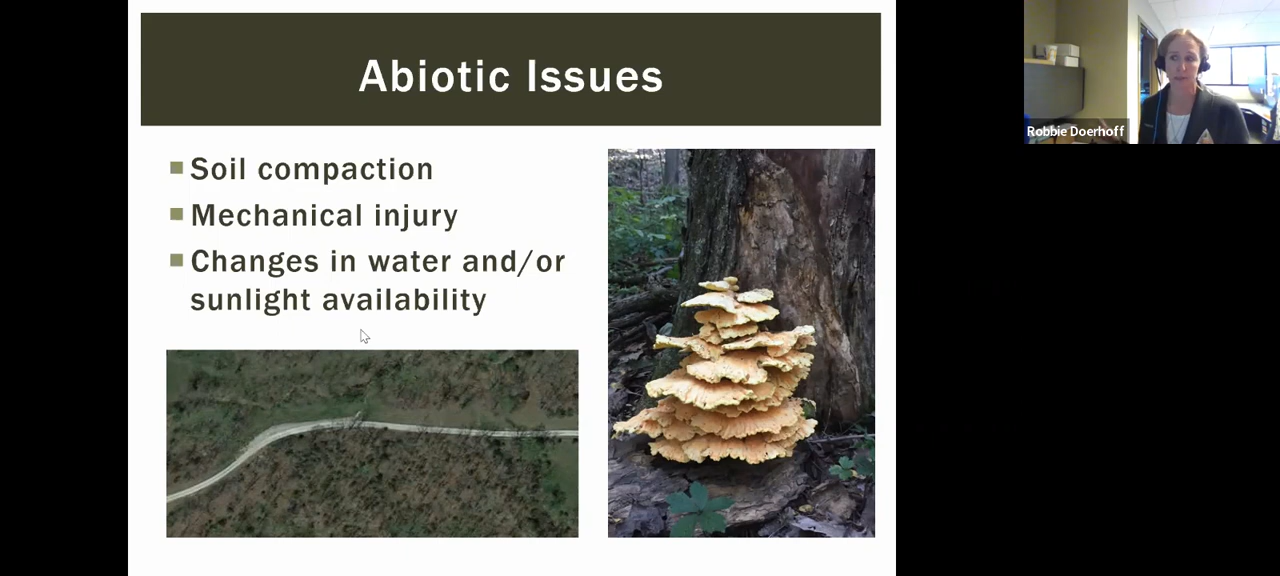 Abiotic Issues
Soil compaction
Mechanical injury
Changes in water and/or
sunlight availability
Robbie Doerhoff